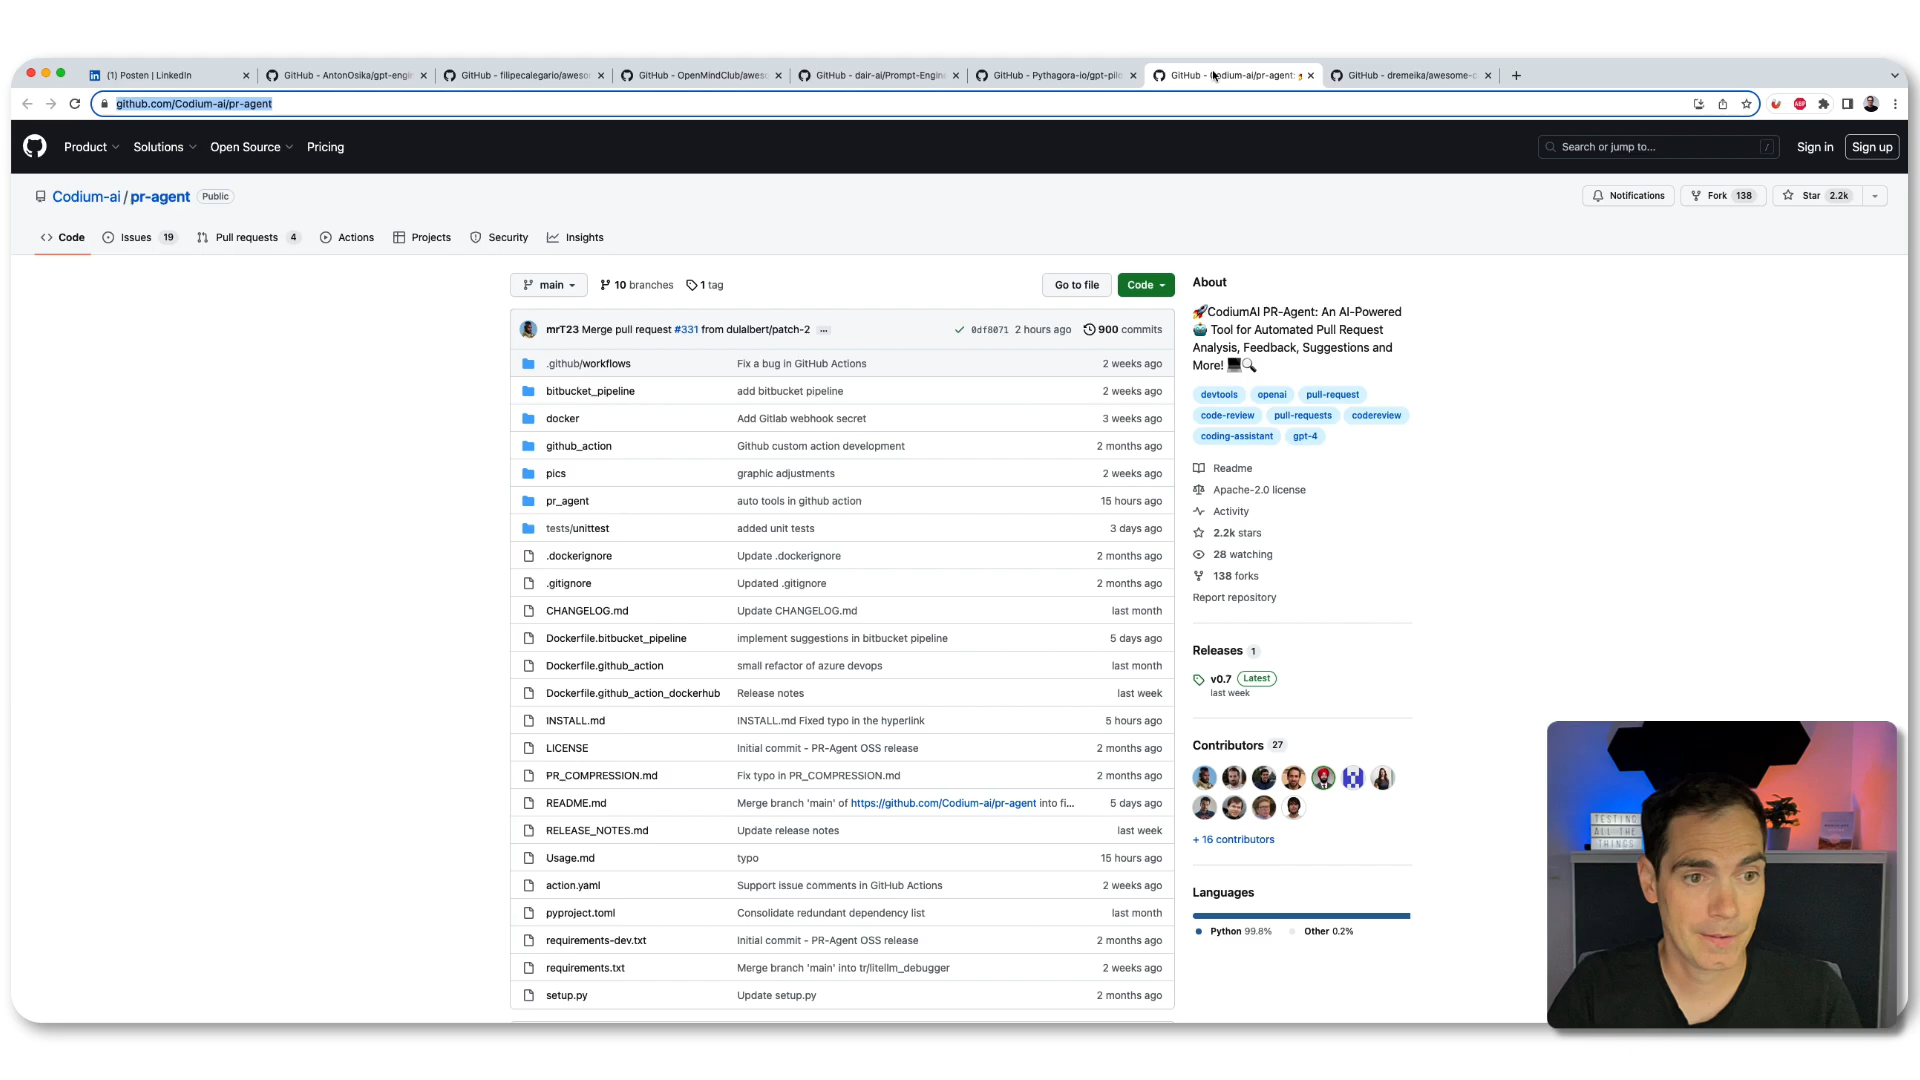 (1) Posten | LinkedIn
GitHub - AntonOsika/gpt-engin
GitHub - filipecalegario/aweso
GitHub - OpenMindClub/aweso
GitHub - dair-ai/Prompt-Engin
GitHub - Pythagora-io/gpt-pilo
GitHub - Codium-ai/pr-agent:
GitHub - dremeika/awesome-c
github.com/Codium-ai/pr-agent
ABP
Product
Solutions
Open Source
Pricing
Search or jump to...
/
Sign in
Sign up
Codium-ai / pr-agent
Public
Notifications
Fork 138
Star 2.2k
Code
Issues 19
Pull requests 4
Actions
Projects
Security
Insights
main
10 branches
1 tag
Go to file
Code
mrT23 Merge pull request #331 from dulalbert/patch-2 ...
0df8071 2 hours ago
900 commits
.github/workflows Fix a bug in GitHub Actions 2 weeks ago
bitbucket_pipeline add bitbucket pipeline 2 weeks ago
docker Add Gitlab webhook secret 3 weeks ago
github_action Github custom action development 2 months ago
pics graphic adjustments 2 weeks ago
pr_agent auto tools in github action 15 hours ago
tests/unittest added unit tests 3 days ago
.dockerignore Update .dockerignore 2 months ago
.gitignore Updated .gitignore 2 months ago
CHANGELOG.md Update CHANGELOG.md last month
Dockerfile.bitbucket_pipeline implement suggestions in bitbucket pipeline 5 days ago
Dockerfile.github_action small refactor of azure devops last month
Dockerfile.github_action_dockerhub Release notes last week
INSTALL.md INSTALL.md Fixed typo in the hyperlink 5 hours ago
LICENSE Initial commit - PR-Agent OSS release 2 months ago
PR_COMPRESSION.md Fix typo in PR_COMPRESSION.md 2 months ago
README.md Merge branch 'main' of https://github.com/Codium-ai/pr-agent into fi... 5 days ago
RELEASE_NOTES.md Update release notes last week
Usage.md typo 15 hours ago
action.yaml Support issue comments in GitHub Actions 2 weeks ago
pyproject.toml Consolidate redundant dependency list last month
requirements-dev.txt Initial commit - PR-Agent OSS release 2 months ago
requirements.txt Merge branch 'main' into tr/litellm_debugger 2 weeks ago
setup.py Update setup.py 2 months ago
About
🚀CodiumAI PR-Agent: An AI-Powered
🤖 Tool for Automated Pull Request
Analysis, Feedback, Suggestions and
More! 💻🔍
devtools openai pull-request
code-review pull-requests codereview
coding-assistant gpt-4
Readme
Apache-2.0 license
Activity
2.2k stars
28 watching
138 forks
Report repository
Releases 1
v0.7 Latest
last week
Contributors 27
+ 16 contributors
Languages
Python 99.8% Other 0.2%
TESTING
ALL THE
THINGS